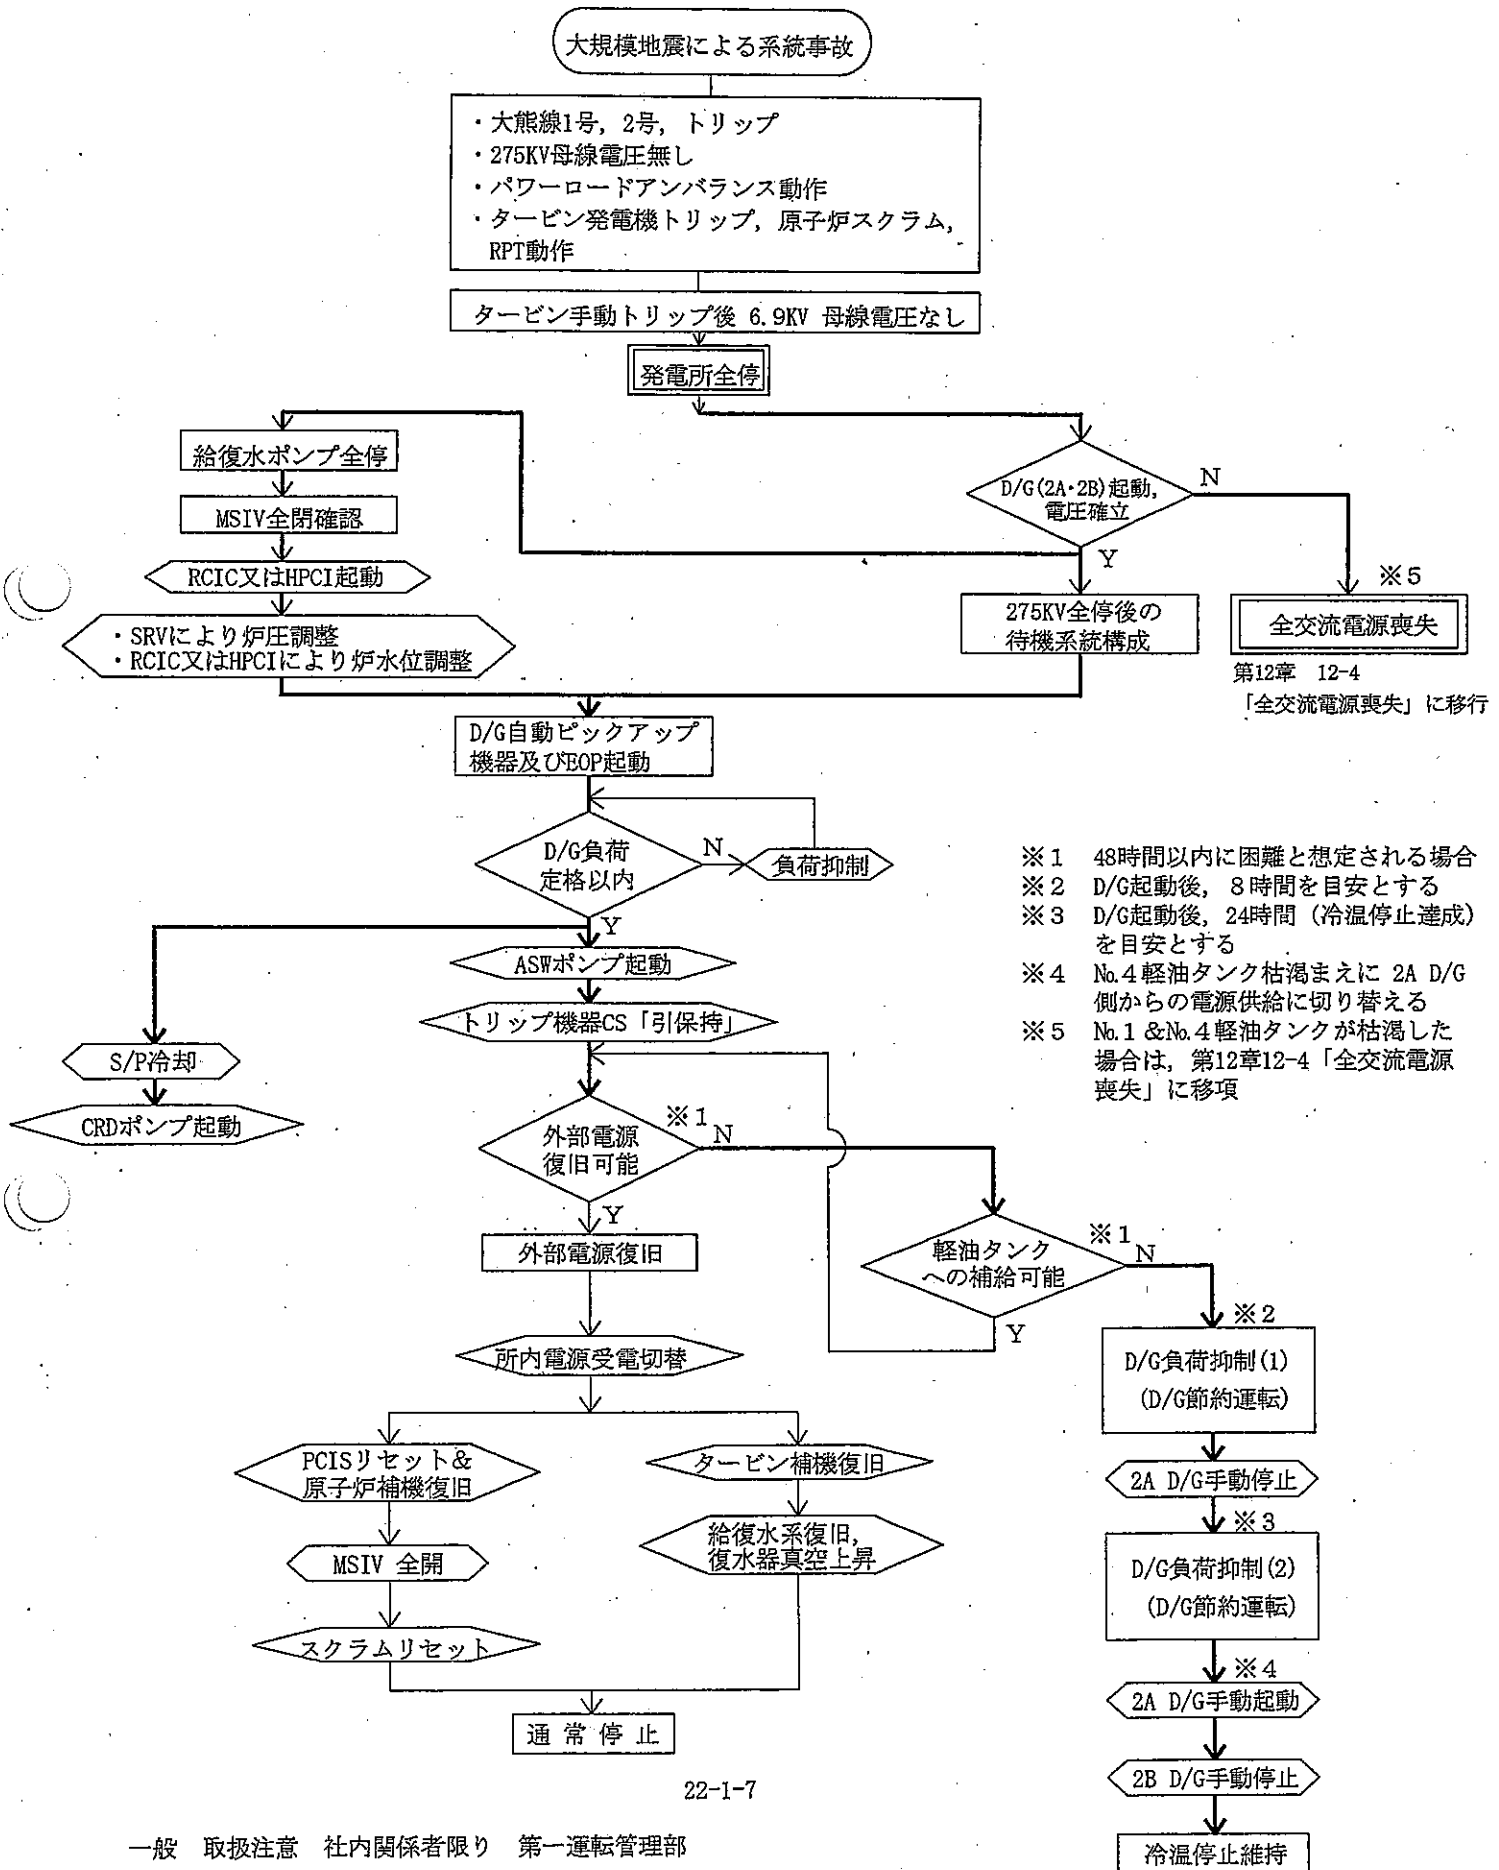 大規模地震による系統事故
・大熊線1号, 2号, トリップ
・275KV母線電圧無し
・パワーロードアンバランス動作
・タービン発電機トリップ, 原子炉スクラム,
RPT動作
タービン手動トリップ後 6.9KV 母線電圧なし
発電所全停
給復水ポンプ全停
MSIV全閉確認
RCIC又はHPCI起動
・SRVにより炉圧調整
・RCIC又はHPCIにより炉水位調整
D/G(2A・2B)起動,
電圧確立
N
Y
275KV全停後の
待機系統構成
※5
全交流電源喪失
第12章 12-4
「全交流電源喪失」に移行
D/G自動ピックアップ
機器及びEOP起動
D/G負荷
定格以内
N
負荷抑制
Y
※1 48時間以内に困難と想定される場合
※2 D/G起動後, 8時間を目安とする
※3 D/G起動後, 24時間(冷温停止達成)
を目安とする
※4 No.4軽油タンク枯渇まえに 2A D/G
側からの電源供給に切り替える
※5 No.1&No.4軽油タンクが枯渇した
場合は, 第12章12-4「全交流電源
喪失」に移項
ASWポンプ起動
トリップ機器CS「引保持」
S/P冷却
CRDポンプ起動
外部電源
復旧可能
※1
N
Y
外部電源復旧
軽油タンク
への補給可能
※1
N
Y
所内電源受電切替
PCISリセット&
原子炉補機復旧
MSIV 全開
スクラムリセット
タービン補機復旧
給復水系復旧,
復水器真空上昇
通常停止
※2
D/G負荷抑制(1)
(D/G節約運転)
2A D/G手動停止
※3
D/G負荷抑制(2)
(D/G節約運転)
※4
2A D/G手動起動
2B D/G手動停止
冷温停止維持
22-1-7
一般 取扱注意 社内関係者限り 第一運転管理部